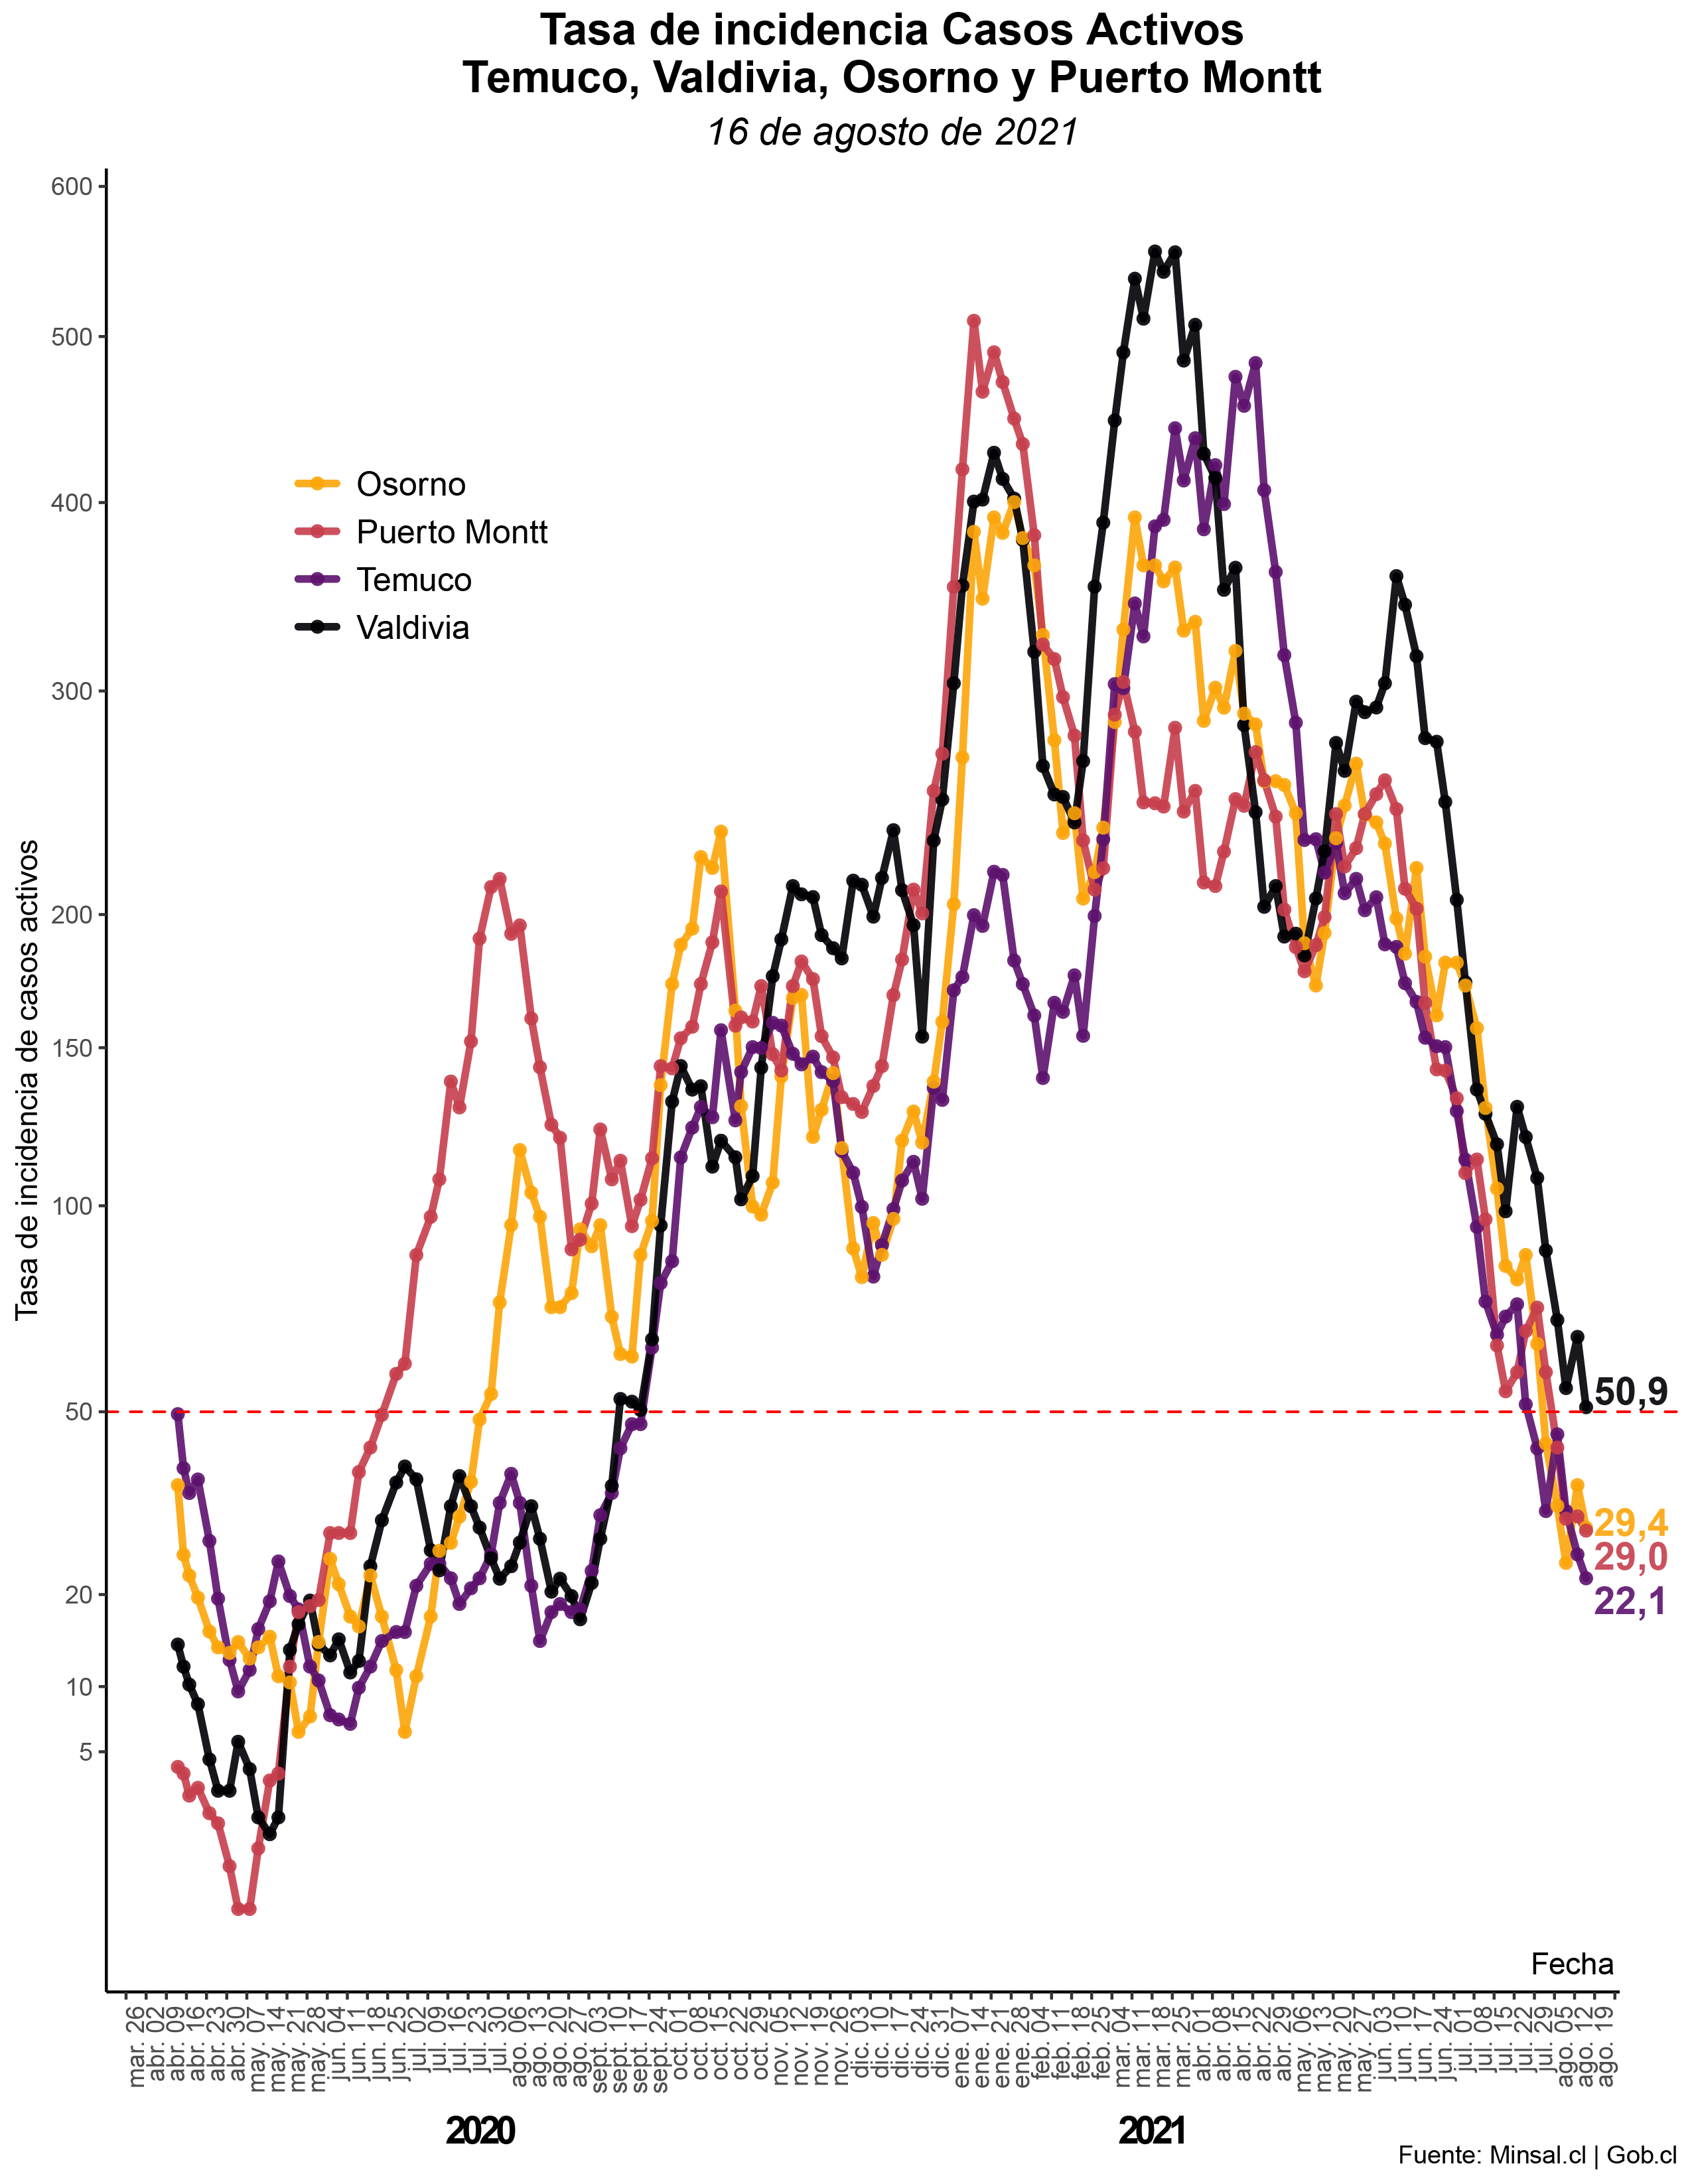 Tasa de incidencia Casos Activos
Temuco, Valdivia, Osorno y Puerto Montt
16 de agosto de 2021
Tasa de incidencia de casos activos
600
500
400
300
200
150
100
50
20
10
5
Osorno
Puerto Montt
Temuco
Valdivia
50,9
29,4
29,0
22,1
Fecha
mar. 26
abr. 02
abr. 09
abr. 16
abr. 23
abr. 30
may. 07
may. 14
may. 21
may. 28
jun. 04
jun. 11
jun. 18
jun. 25
jul. 02
jul. 09
jul. 16
jul. 23
jul. 30
ago. 06
ago. 13
ago. 20
ago. 27
sept. 03
sept. 10
sept. 17
sept. 24
oct. 01
oct. 08
oct. 15
oct. 22
oct. 29
nov. 05
nov. 12
nov. 19
nov. 26
dic. 03
dic. 10
dic. 17
dic. 24
dic. 31
ene. 07
ene. 14
ene. 21
ene. 28
feb. 04
feb. 11
feb. 18
feb. 25
mar. 04
mar. 11
mar. 18
mar. 25
abr. 01
abr. 08
abr. 15
abr. 22
abr. 29
may. 06
may. 13
may. 20
may. 27
jun. 03
jun. 10
jun. 17
jun. 24
jul. 01
jul. 08
jul. 15
jul. 22
jul. 29
ago. 05
ago. 12
ago. 19
2020
2021
Fuente: Minsal.cl | Gob.cl